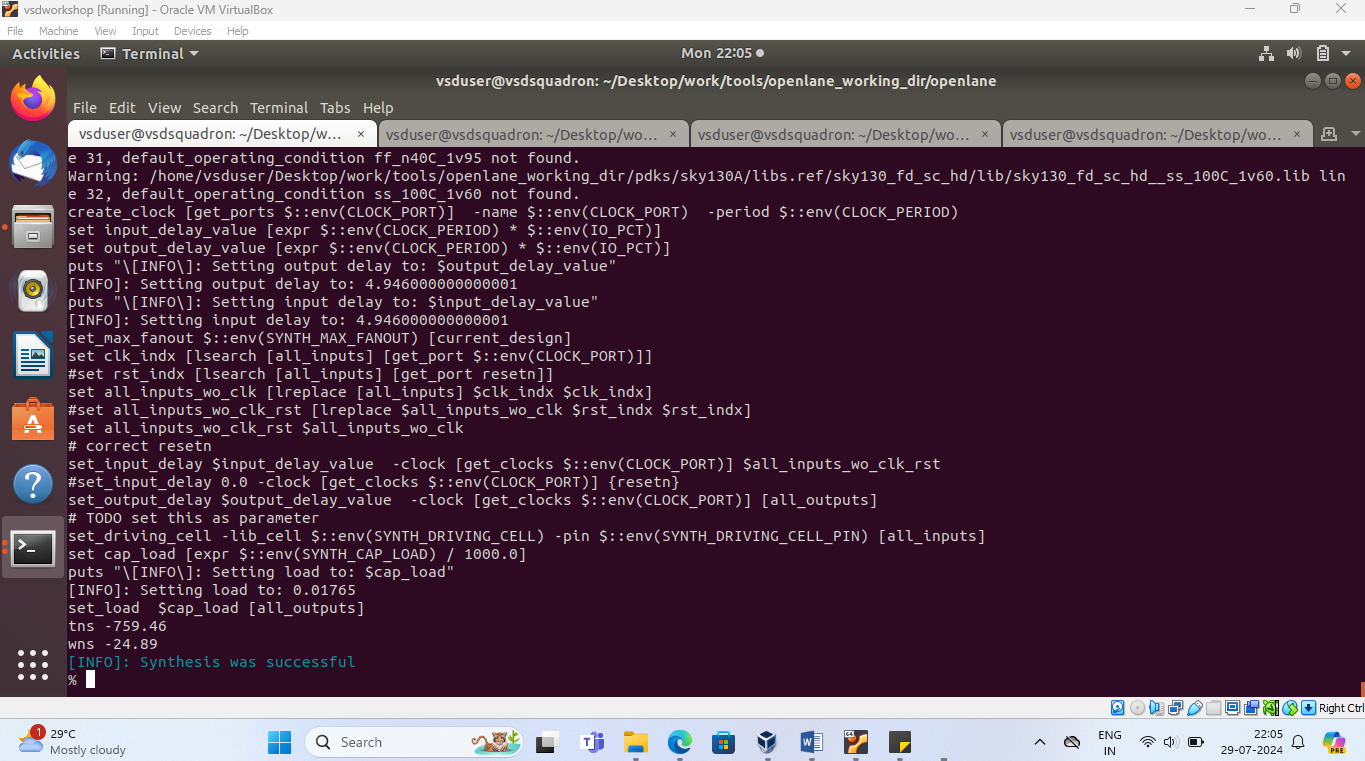 vsdworkshop [Running] - Oracle VM VirtualBox
File Machine View Input Devices Help
Activities Terminal Mon 22:05
vsduser@vsdsquadron: ~/Desktop/work/tools/openlane_working_dir/openlane
File Edit View Search Terminal Tabs Help
vsduser@vsdsquadron: ~/Desktop/w... × vsduser@vsdsquadron: ~/Desktop/wo... × vsduser@vsdsquadron: ~/Desktop/wo... × vsduser@vsdsquadron: ~/Desktop/wo... ×
e 31, default_operating_condition ff_n40C_1v95 not found.
Warning: /home/vsduser/Desktop/work/tools/openlane_working_dir/pdks/sky130A/libs.ref/sky130_fd_sc_hd/lib/sky130_fd_sc_hd__ss_100C_1v60.lib lin
e 32, default_operating_condition ss_100C_1v60 not found.
create_clock [get_ports $::env(CLOCK_PORT)]  -name $::env(CLOCK_PORT)  -period $::env(CLOCK_PERIOD)
set input_delay_value [expr $::env(CLOCK_PERIOD) * $::env(IO_PCT)]
set output_delay_value [expr $::env(CLOCK_PERIOD) * $::env(IO_PCT)]
puts "\[INFO\]: Setting output delay to: $output_delay_value"
[INFO]: Setting output delay to: 4.946000000000001
puts "\[INFO\]: Setting input delay to: $input_delay_value"
[INFO]: Setting input delay to: 4.946000000000001
set_max_fanout $::env(SYNTH_MAX_FANOUT) [current_design]
set clk_indx [lsearch [all_inputs] [get_port $::env(CLOCK_PORT)]]
#set rst_indx [lsearch [all_inputs] [get_port resetn]]
set all_inputs_wo_clk [lreplace [all_inputs] $clk_indx $clk_indx]
#set all_inputs_wo_clk_rst [lreplace $all_inputs_wo_clk $rst_indx $rst_indx]
set all_inputs_wo_clk_rst $all_inputs_wo_clk
# correct resetn
set_input_delay $input_delay_value  -clock [get_clocks $::env(CLOCK_PORT)] $all_inputs_wo_clk_rst
#set_input_delay 0.0 -clock [get_clocks $::env(CLOCK_PORT)] {resetn}
set_output_delay $output_delay_value  -clock [get_clocks $::env(CLOCK_PORT)] [all_outputs]
# TODO set this as parameter
set_driving_cell -lib_cell $::env(SYNTH_DRIVING_CELL) -pin $::env(SYNTH_DRIVING_CELL_PIN) [all_inputs]
set cap_load [expr $::env(SYNTH_CAP_LOAD) / 1000.0]
puts "\[INFO\]: Setting load to: $cap_load"
[INFO]: Setting load to: 0.01765
set_load  $cap_load [all_outputs]
tns -759.46
wns -24.89
[INFO]: Synthesis was successful
%
Right Ctrl
1 29°C
Mostly cloudy
Search
ENG
IN
22:05
29-07-2024
PRE